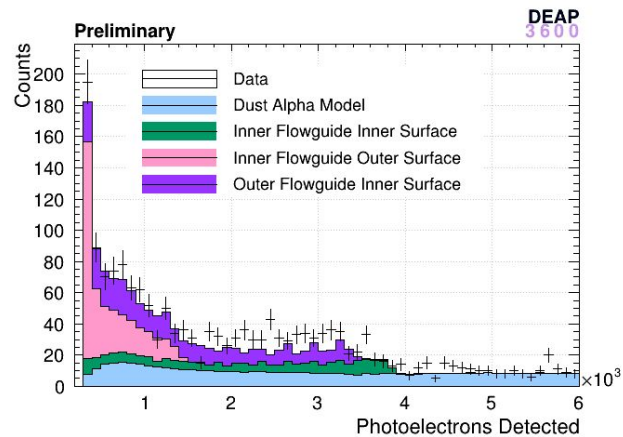 Preliminary
DEAP
3600
Counts
200
180
160
140
120
100
80
60
40
20
0
Data
Dust Alpha Model
Inner Flowguide Inner Surface
Inner Flowguide Outer Surface
Outer Flowguide Inner Surface
1 2 3 4 5 6 ×10³
Photoelectrons Detected